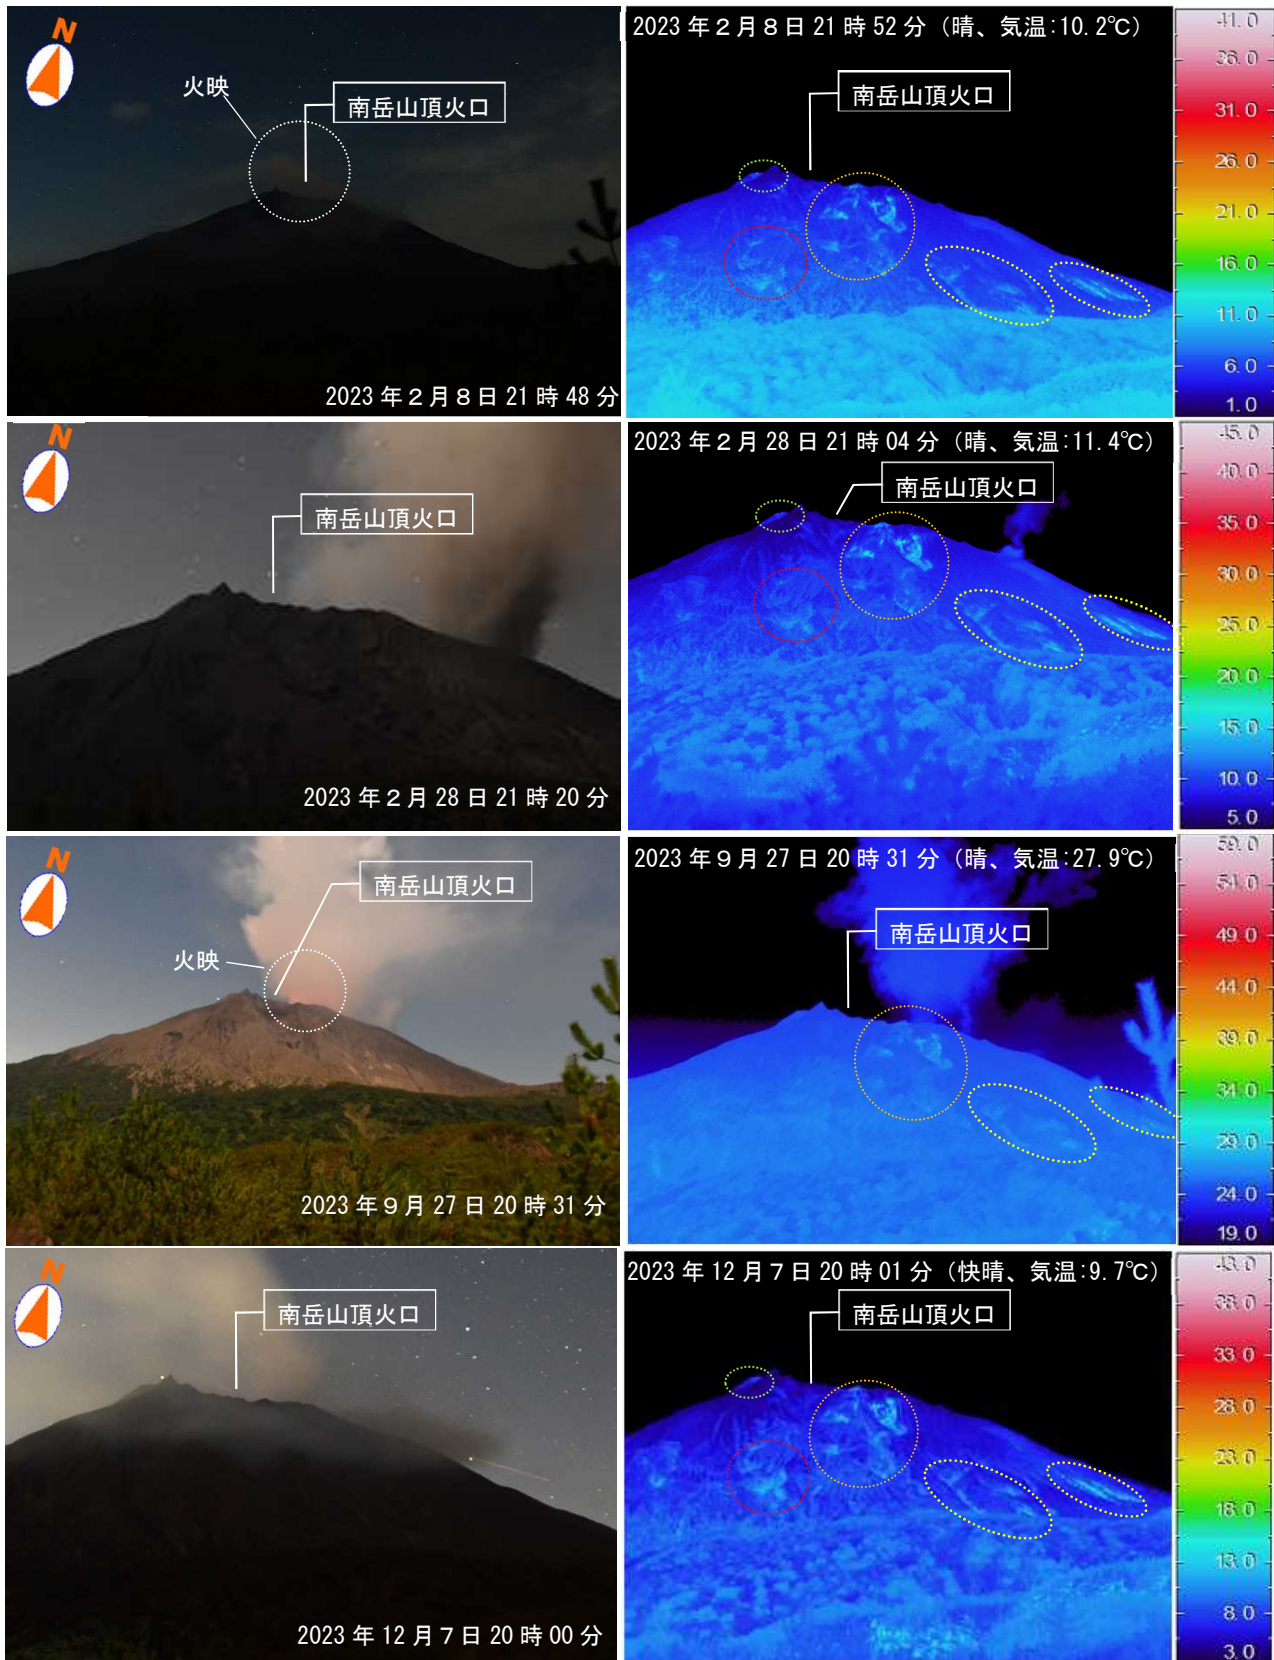 N
火映
南岳山頂火口
2023年2月8日21時48分
2023年2月8日21時52分（晴、気温:10.2℃）
南岳山頂火口
41.0
36.0
31.0
26.0
21.0
16.0
11.0
6.0
1.0
N
南岳山頂火口
2023年2月28日21時20分
2023年2月28日21時04分（晴、気温:11.4℃）
南岳山頂火口
45.0
40.0
35.0
30.0
25.0
20.0
15.0
10.0
5.0
N
南岳山頂火口
火映
2023年9月27日20時31分
2023年9月27日20時31分（晴、気温:27.9℃）
南岳山頂火口
59.0
54.0
49.0
44.0
39.0
34.0
29.0
24.0
19.0
N
南岳山頂火口
2023年12月7日20時00分
2023年12月7日20時01分（快晴、気温:9.7℃）
南岳山頂火口
43.0
38.0
33.0
28.0
23.0
18.0
13.0
8.0
3.0